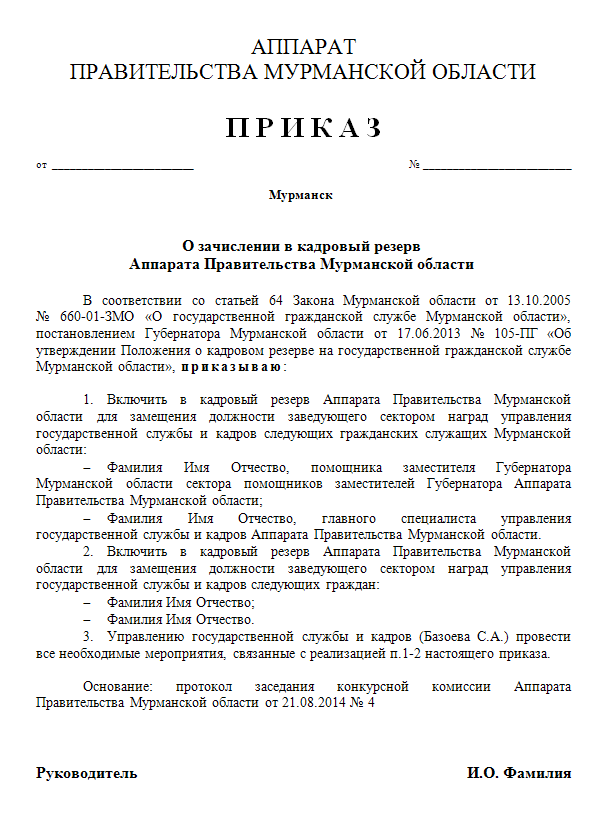 АППАРАТ
ПРАВИТЕЛЬСТВА МУРМАНСКОЙ ОБЛАСТИ
П Р И К А З
от ________________________ № _________________________
Мурманск
О зачислении в кадровый резерв
Аппарата Правительства Мурманской области
В соответствии со статьей 64 Закона Мурманской области от 13.10.2005
№ 660-01-ЗМО «О государственной гражданской службе Мурманской области»,
постановлением Губернатора Мурманской области от 17.06.2013 № 105-ПГ «Об
утверждении Положения о кадровом резерве на государственной гражданской службе
Мурманской области», приказываю:
1. Включить в кадровый резерв Аппарата Правительства Мурманской
области для замещения должности заведующего сектором наград управления
государственной службы и кадров следующих гражданских служащих Мурманской
области:
– Фамилия Имя Отчество, помощника заместителя Губернатора
Мурманской области сектора помощников заместителей Губернатора Аппарата
Правительства Мурманской области;
– Фамилия Имя Отчество, главного специалиста управления
государственной службы и кадров Аппарата Правительства Мурманской области.
2. Включить в кадровый резерв Аппарата Правительства Мурманской
области для замещения должности заведующего сектором наград управления
государственной службы и кадров следующих граждан:
– Фамилия Имя Отчество;
– Фамилия Имя Отчество.
3. Управлению государственной службы и кадров (Базоева С.А.) провести
все необходимые мероприятия, связанные с реализацией п.1-2 настоящего приказа.
Основание: протокол заседания конкурсной комиссии Аппарата
Правительства Мурманской области от 21.08.2014 № 4
Руководитель И.О. Фамилия